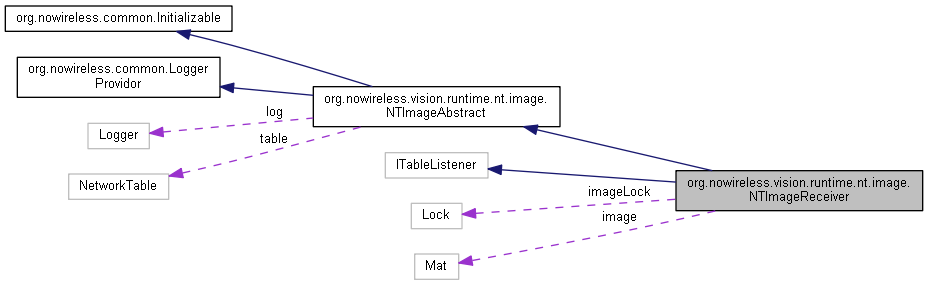 org.nowireless.common.Initializable
org.nowireless.common.Logger
Providor
org.nowireless.vision.runtime.nt.image.
NTImageAbstract
log
Logger
table
NetworkTable
ITableListener
org.nowireless.vision.runtime.nt.image.
NTImageReceiver
imageLock
Lock
image
Mat